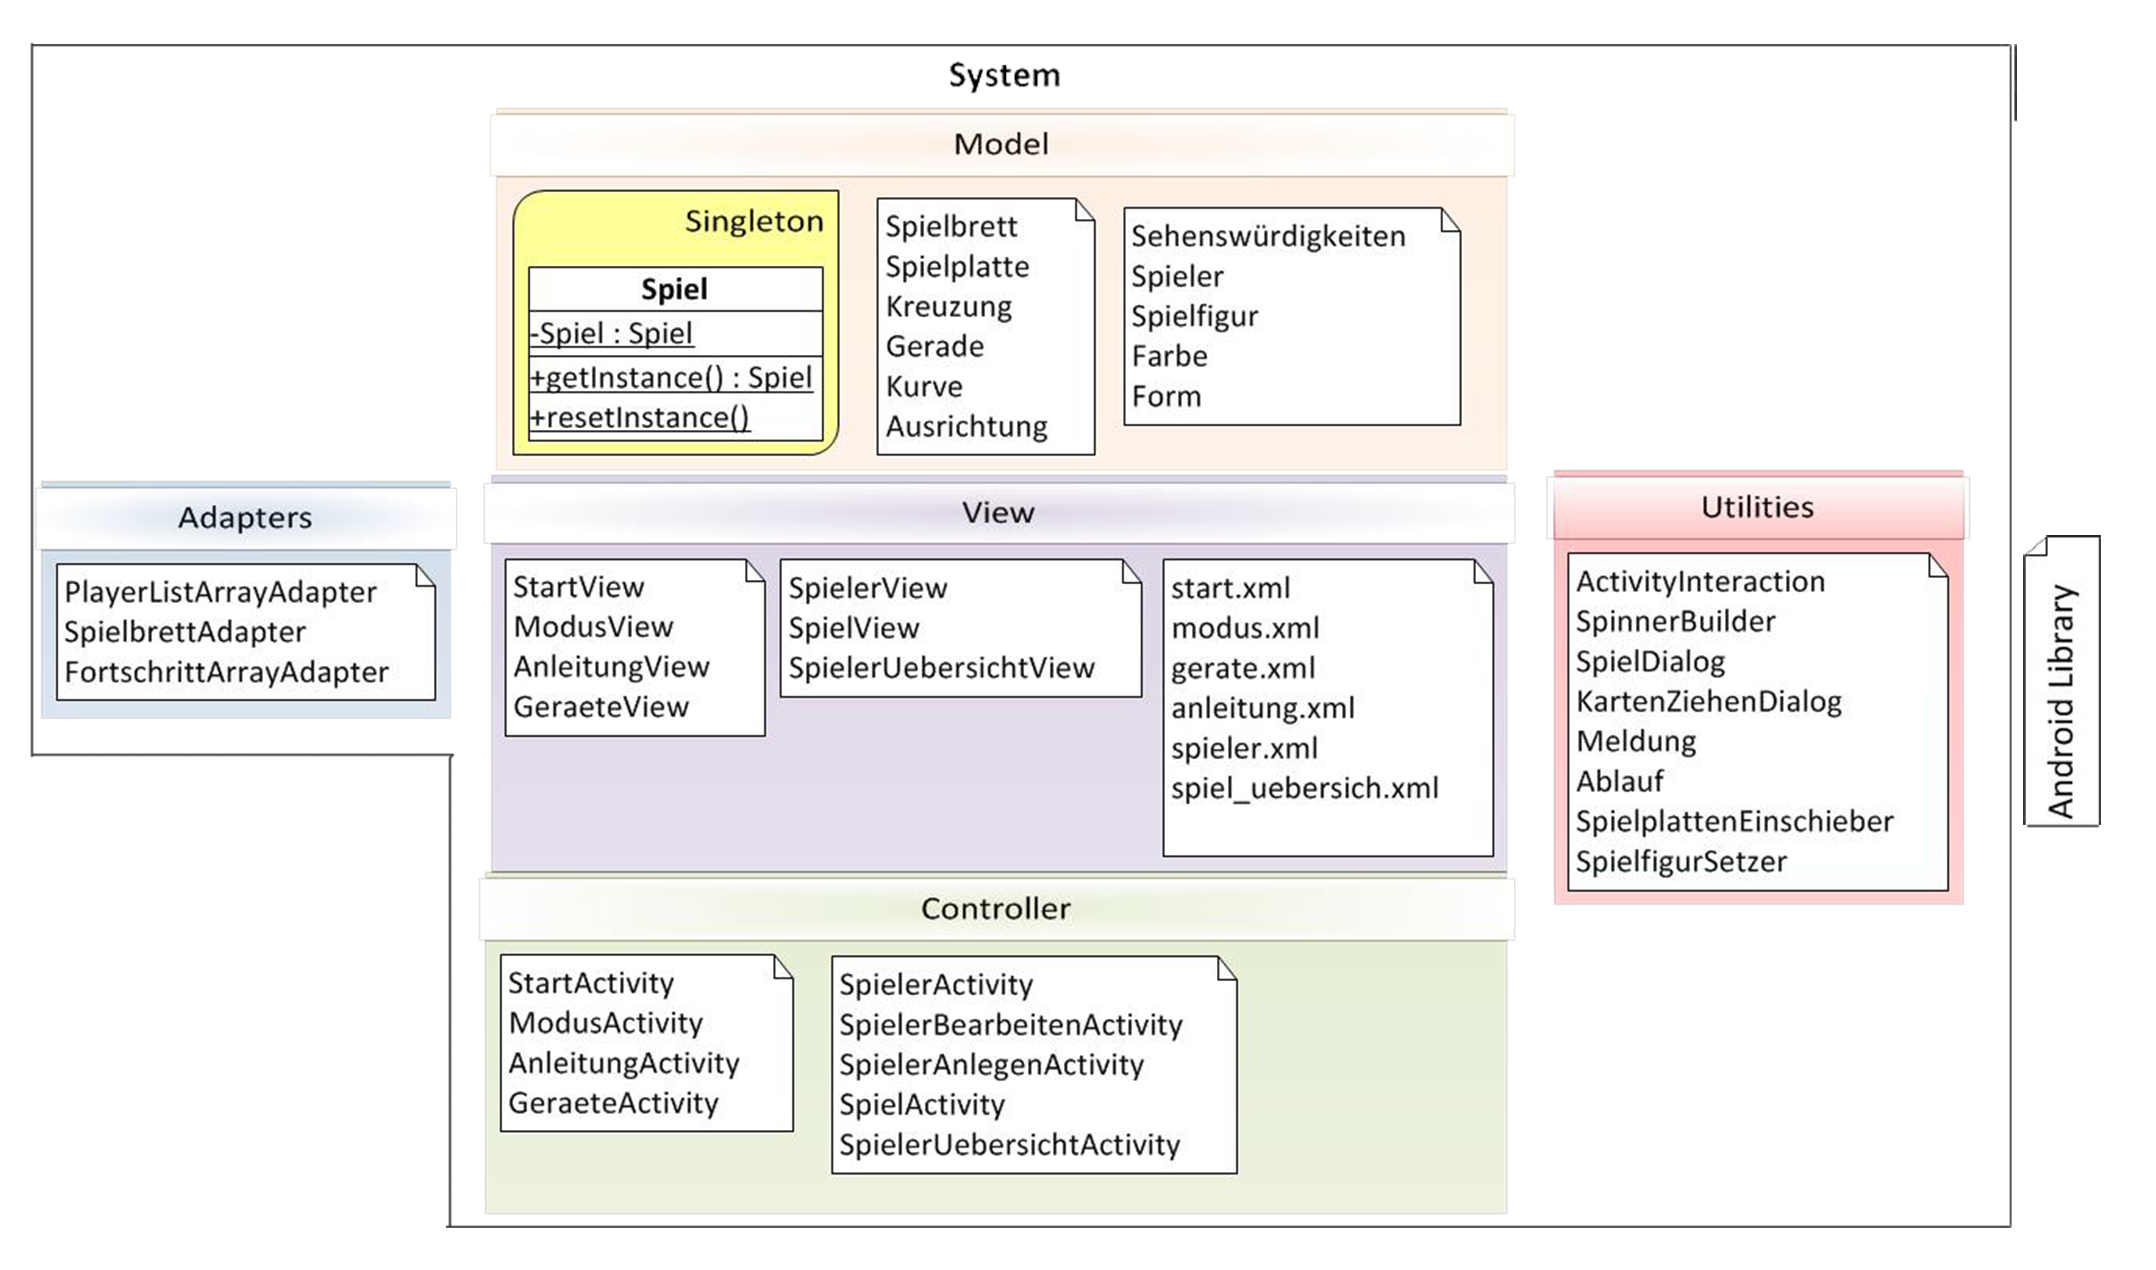 System
Model
Singleton
Spiel
-Spiel : Spiel
+getInstance() : Spiel
+resetInstance()
Spielbrett
Spielplatte
Kreuzung
Gerade
Kurve
Ausrichtung
Sehenswürdigkeiten
Spieler
Spielfigur
Farbe
Form
Adapters
PlayerListArrayAdapter
SpielbrettAdapter
FortschrittArrayAdapter
View
StartView
ModusView
AnleitungView
GeraeteView
SpielerView
SpielView
SpielerUebersichtView
start.xml
modus.xml
gerate.xml
anleitung.xml
spieler.xml
spiel_uebersich.xml
Utilities
ActivityInteraction
SpinnerBuilder
SpielDialog
KartenZiehenDialog
Meldung
Ablauf
SpielplattenEinschieber
SpielfigurSetzer
Android Library
Controller
StartActivity
ModusActivity
AnleitungActivity
GeraeteActivity
SpielerActivity
SpielerBearbeitenActivity
SpielerAnlegenActivity
SpielActivity
SpielerUebersichtActivity